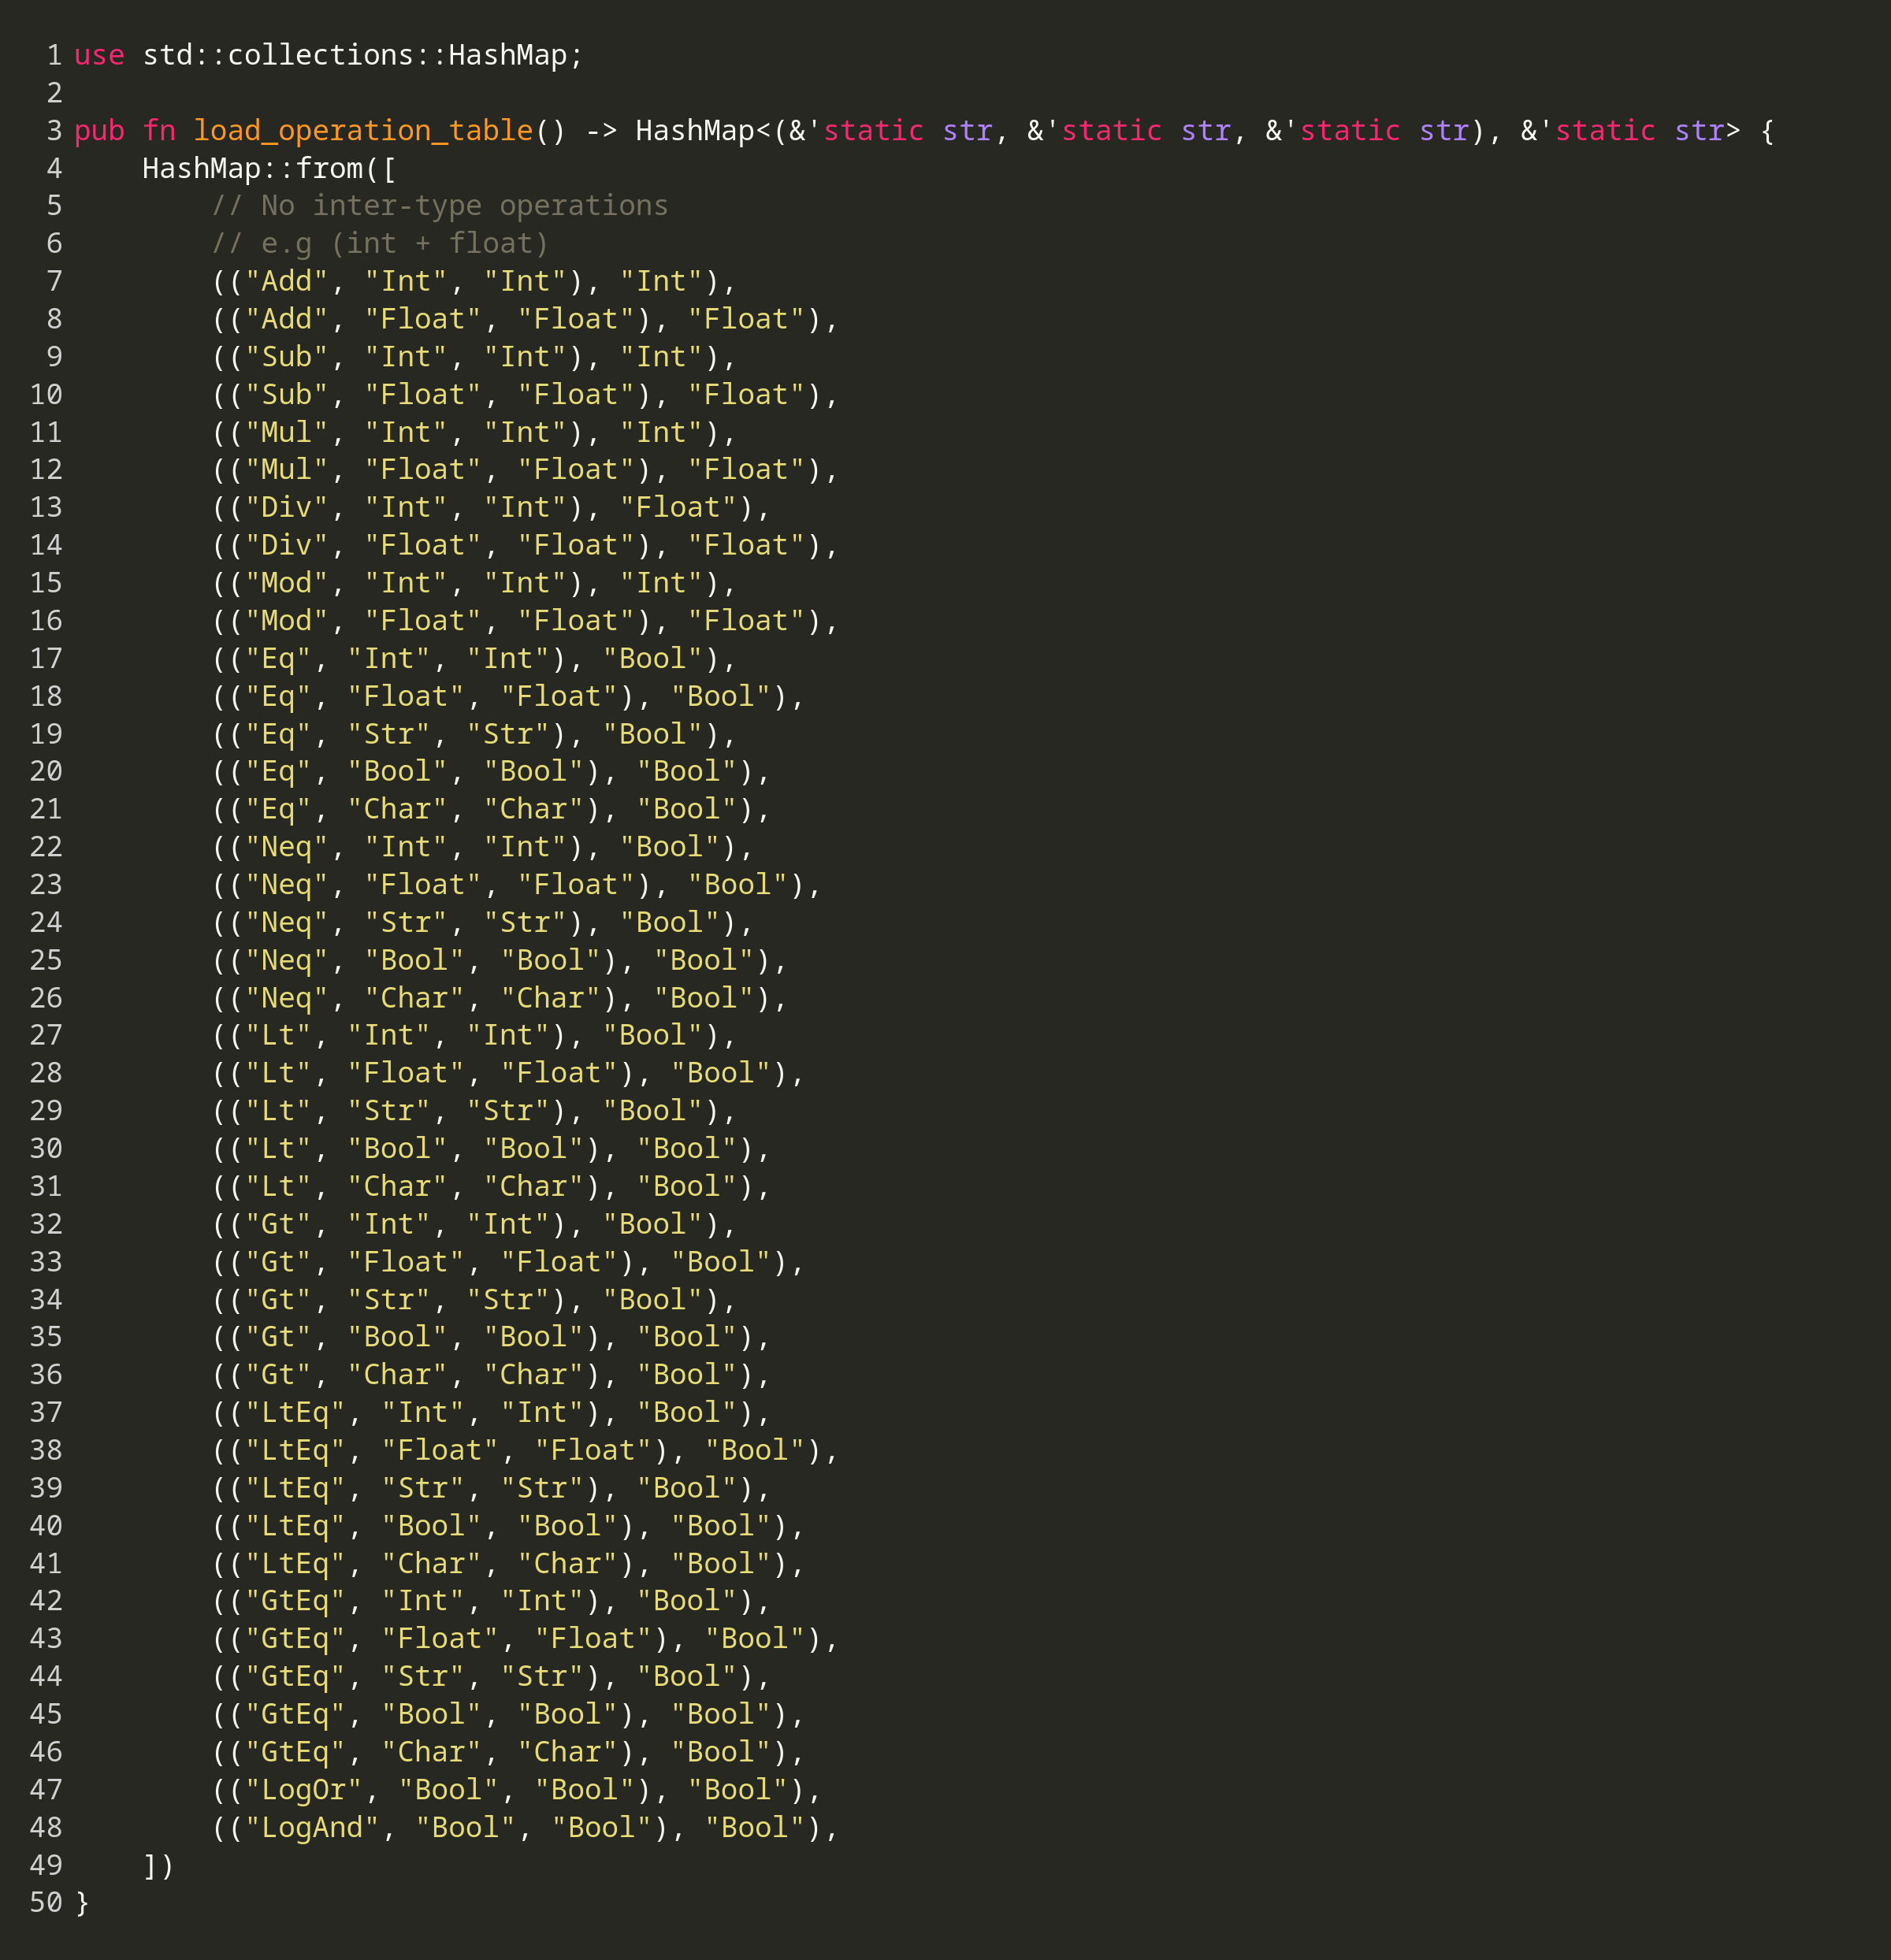 1 use std::collections::HashMap;
2
3 pub fn load_operation_table() -> HashMap<(&'static str, &'static str, &'static str), &'static str> {
4     HashMap::from([
5         // No inter-type operations
6         // e.g (int + float)
7         (("Add", "Int", "Int"), "Int"),
8         (("Add", "Float", "Float"), "Float"),
9         (("Sub", "Int", "Int"), "Int"),
10         (("Sub", "Float", "Float"), "Float"),
11         (("Mul", "Int", "Int"), "Int"),
12         (("Mul", "Float", "Float"), "Float"),
13         (("Div", "Int", "Int"), "Float"),
14         (("Div", "Float", "Float"), "Float"),
15         (("Mod", "Int", "Int"), "Int"),
16         (("Mod", "Float", "Float"), "Float"),
17         (("Eq", "Int", "Int"), "Bool"),
18         (("Eq", "Float", "Float"), "Bool"),
19         (("Eq", "Str", "Str"), "Bool"),
20         (("Eq", "Bool", "Bool"), "Bool"),
21         (("Eq", "Char", "Char"), "Bool"),
22         (("Neq", "Int", "Int"), "Bool"),
23         (("Neq", "Float", "Float"), "Bool"),
24         (("Neq", "Str", "Str"), "Bool"),
25         (("Neq", "Bool", "Bool"), "Bool"),
26         (("Neq", "Char", "Char"), "Bool"),
27         (("Lt", "Int", "Int"), "Bool"),
28         (("Lt", "Float", "Float"), "Bool"),
29         (("Lt", "Str", "Str"), "Bool"),
30         (("Lt", "Bool", "Bool"), "Bool"),
31         (("Lt", "Char", "Char"), "Bool"),
32         (("Gt", "Int", "Int"), "Bool"),
33         (("Gt", "Float", "Float"), "Bool"),
34         (("Gt", "Str", "Str"), "Bool"),
35         (("Gt", "Bool", "Bool"), "Bool"),
36         (("Gt", "Char", "Char"), "Bool"),
37         (("LtEq", "Int", "Int"), "Bool"),
38         (("LtEq", "Float", "Float"), "Bool"),
39         (("LtEq", "Str", "Str"), "Bool"),
40         (("LtEq", "Bool", "Bool"), "Bool"),
41         (("LtEq", "Char", "Char"), "Bool"),
42         (("GtEq", "Int", "Int"), "Bool"),
43         (("GtEq", "Float", "Float"), "Bool"),
44         (("GtEq", "Str", "Str"), "Bool"),
45         (("GtEq", "Bool", "Bool"), "Bool"),
46         (("GtEq", "Char", "Char"), "Bool"),
47         (("LogOr", "Bool", "Bool"), "Bool"),
48         (("LogAnd", "Bool", "Bool"), "Bool"),
49     ])
50 }